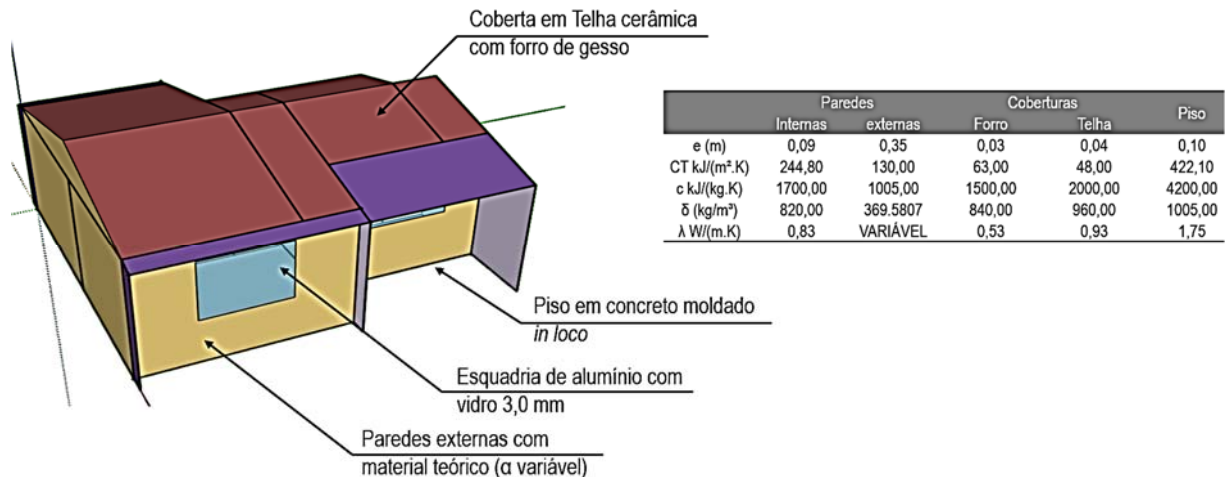 Coberta em Telha cerâmica
com forro de gesso
Paredes Coberturas Piso
Internas externas Forro Telha
e (m) 0,09 0,35 0,03 0,04 0,10
CT kJ/(m².K) 244,80 130,00 63,00 48,00 422,10
c kJ/(kg.K) 1700,00 1005,00 1500,00 2000,00 4200,00
δ (kg/m³) 820,00 369.5807 840,00 960,00 1005,00
λ W/(m.K) 0,83 VARIÁVEL 0,53 0,93 1,75
Piso em concreto moldado
in loco
Esquadria de alumínio com
vidro 3,0 mm
Paredes externas com
material teórico (α variável)